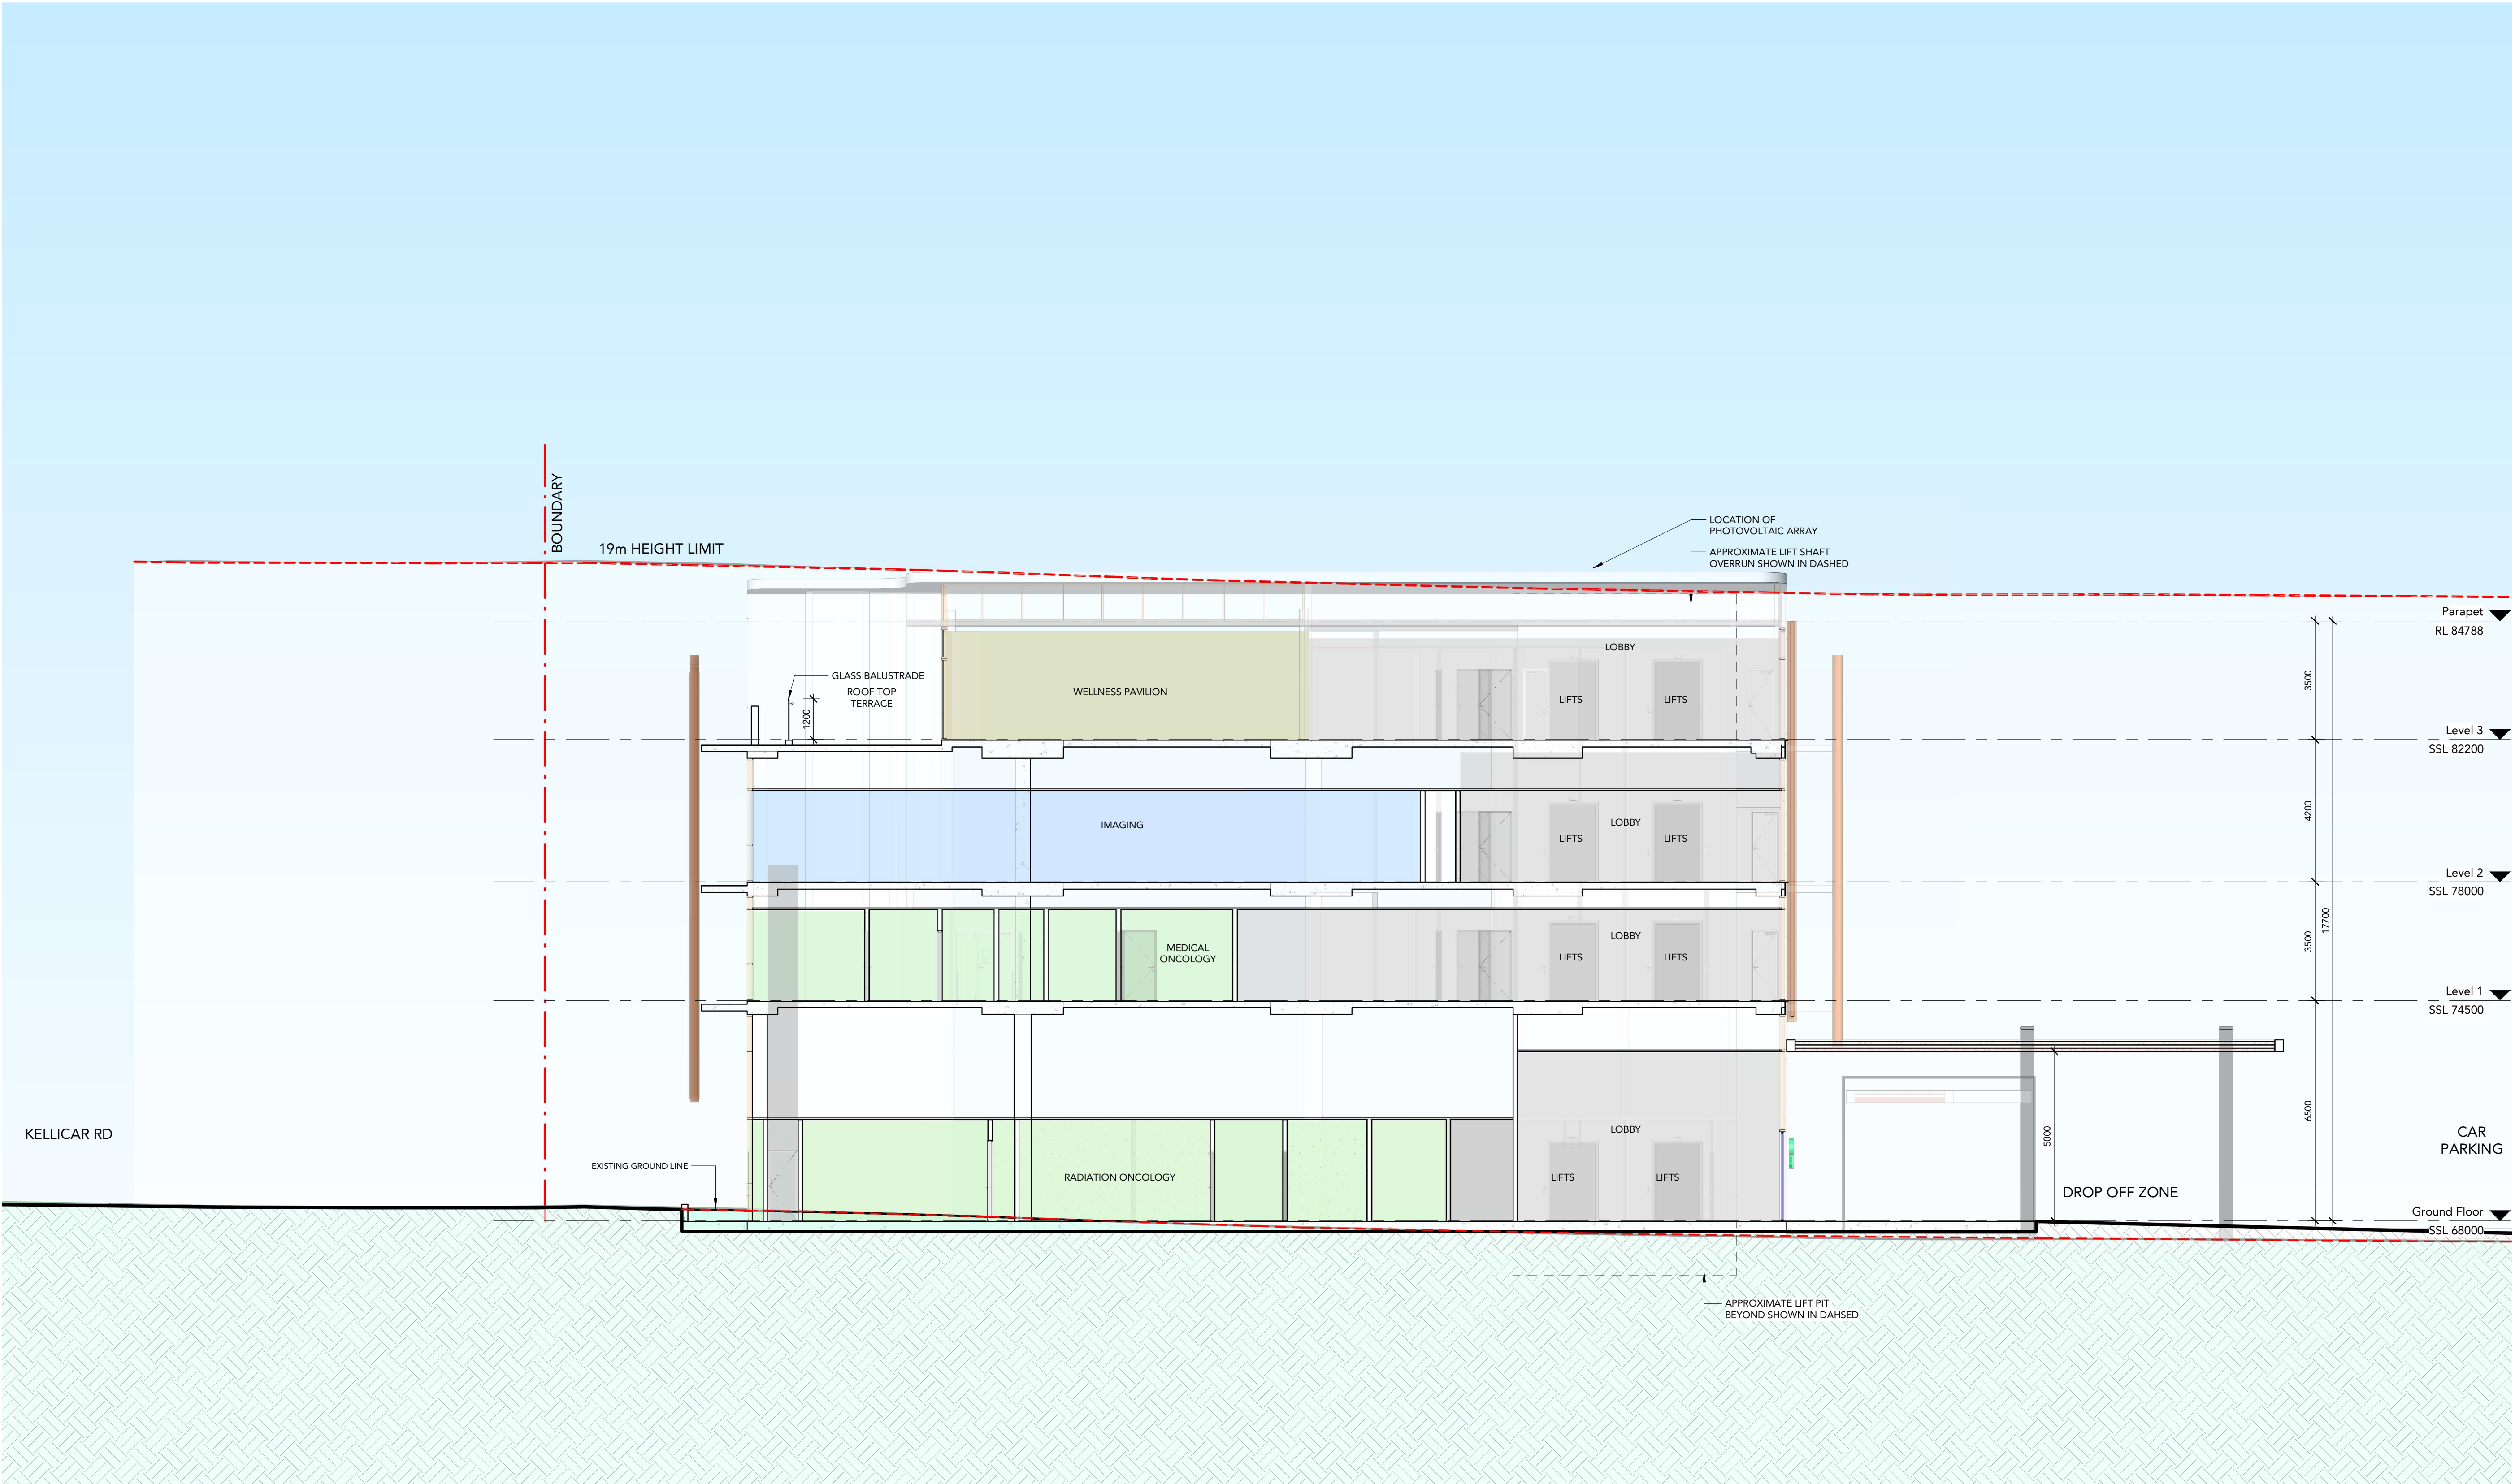 BOUNDARY
19m HEIGHT LIMIT
LOCATION OF
PHOTOVOLTAIC ARRAY
APPROXIMATE LIFT SHAFT
OVERRUN SHOWN IN DASHED
Parapet
RL 84788
LOBBY
GLASS BALUSTRADE
ROOF TOP
TERRACE
1200
WELLNESS PAVILION
LIFTS
LIFTS
3500
Level 3
SSL 82200
IMAGING
LOBBY
LIFTS
LIFTS
4200
Level 2
SSL 78000
MEDICAL
ONCOLOGY
LOBBY
LIFTS
LIFTS
3500
17700
Level 1
SSL 74500
KELLICAR RD
EXISTING GROUND LINE
RADIATION ONCOLOGY
LOBBY
LIFTS
LIFTS
5000
6500
CAR
PARKING
DROP OFF ZONE
Ground Floor
SSL 68000
APPROXIMATE LIFT PIT
BEYOND SHOWN IN DAHSED